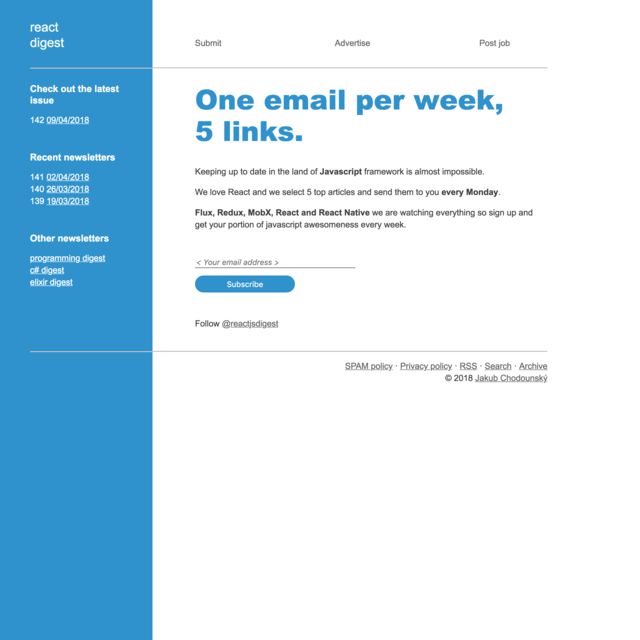 react
digest
Submit
Advertise
Post job
Check out the latest
issue
142 09/04/2018
Recent newsletters
141 02/04/2018
140 26/03/2018
139 19/03/2018
Other newsletters
programming digest
c# digest
elixir digest
One email per week,
5 links.
Keeping up to date in the land of Javascript framework is almost impossible.
We love React and we select 5 top articles and send them to you every Monday.
Flux, Redux, MobX, React and React Native we are watching everything so sign up and
get your portion of javascript awesomeness every week.
< Your email address >
Subscribe
Follow @reactjsdigest
SPAM policy · Privacy policy · RSS · Search · Archive
© 2018 Jakub Chodounský